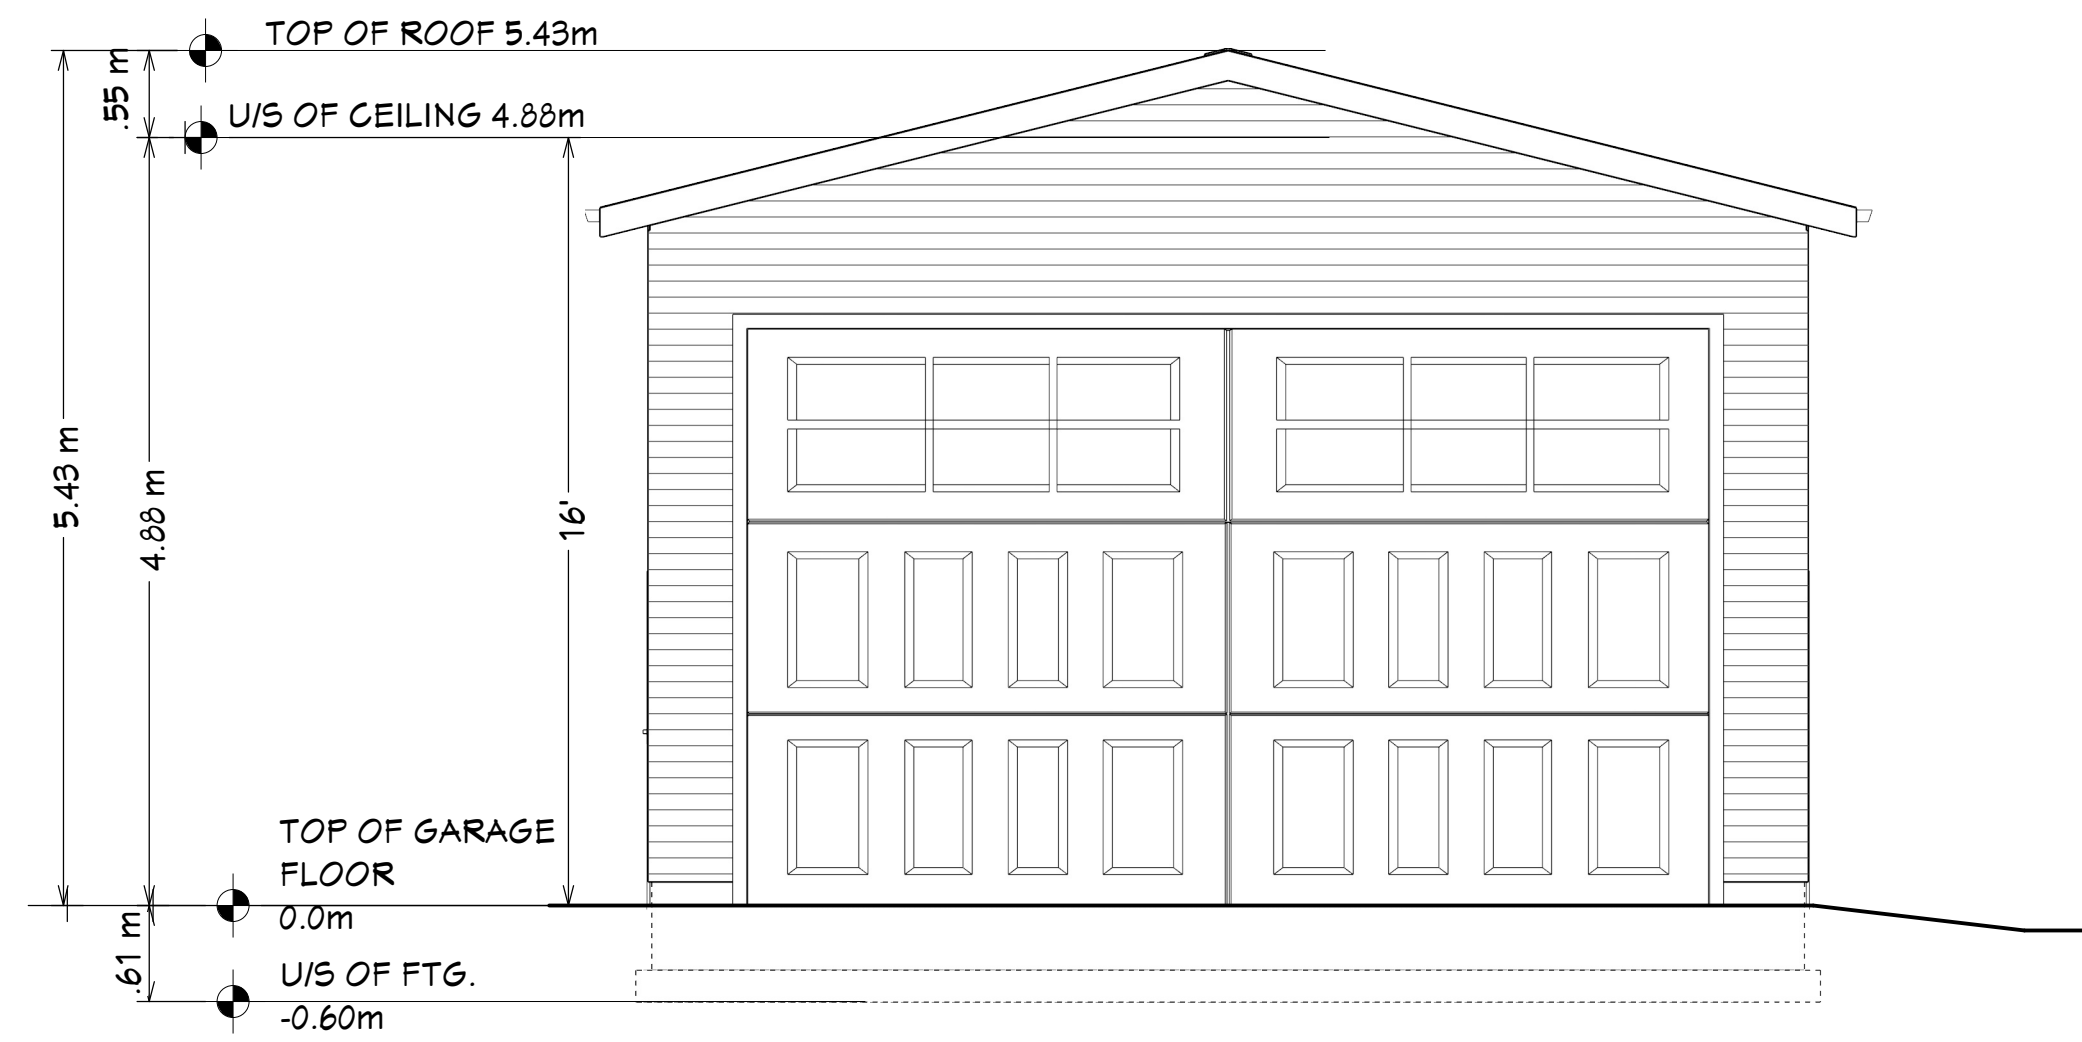 TOP OF ROOF 5.43m
.55 m
U/S OF CEILING 4.88m
5.43 m
4.88 m
16'
TOP OF GARAGE
FLOOR
0.0m
.61 m
U/S OF FTG.
-0.60m